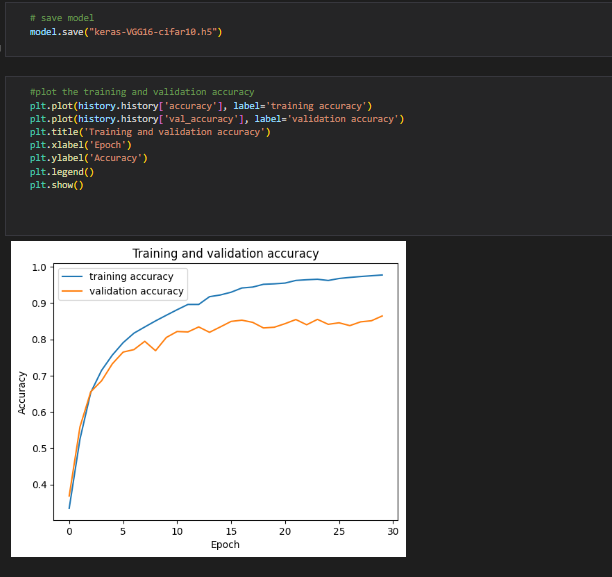 # save model
model.save("keras-VGG16-cifar10.h5")
#plot the training and validation accuracy
plt.plot(history.history['accuracy'], label='training accuracy')
plt.plot(history.history['val_accuracy'], label='validation accuracy')
plt.title('Training and validation accuracy')
plt.xlabel('Epoch')
plt.ylabel('Accuracy')
plt.legend()
plt.show()
Training and validation accuracy
training accuracy
validation accuracy
1.0
0.9
0.8
0.7
0.6
0.5
0.4
Accuracy
0 5 10 15 20 25 30
Epoch